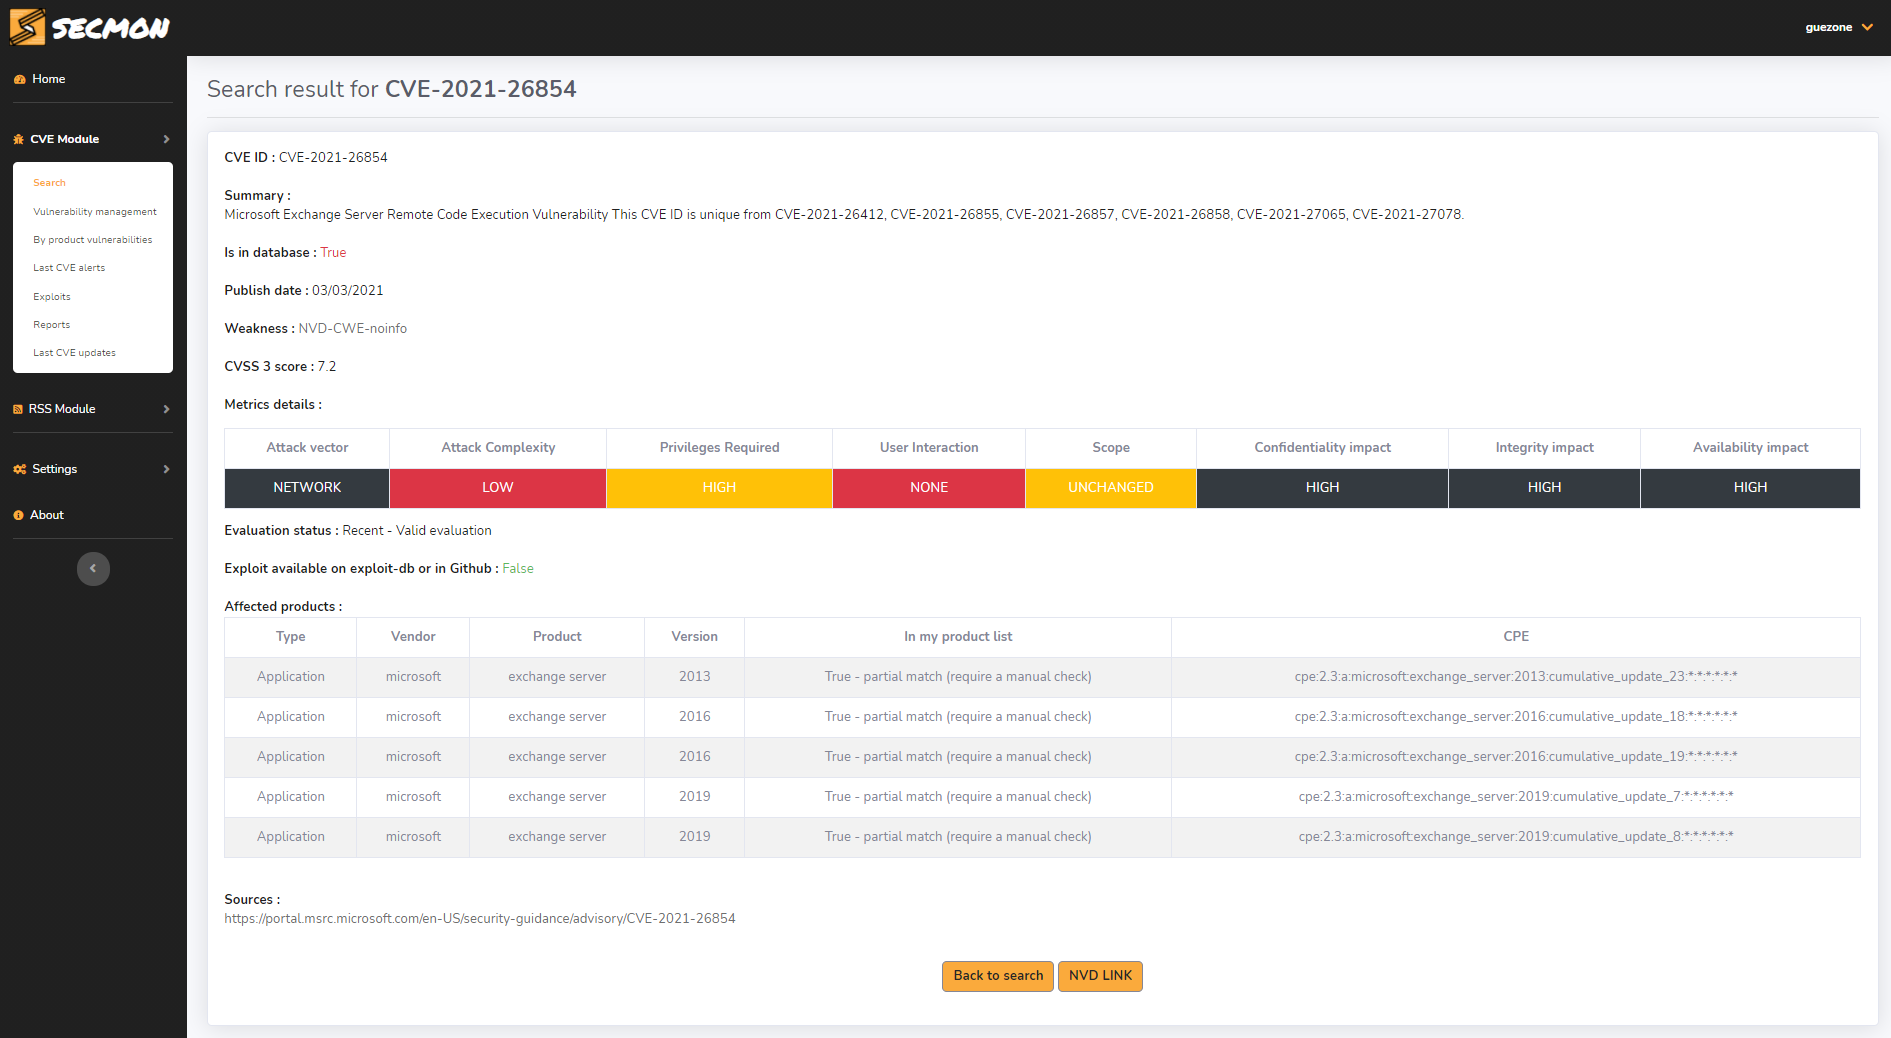 SECMON
guezone
Home
CVE Module
Search
Vulnerability management
By product vulnerabilities
Last CVE alerts
Exploits
Reports
Last CVE updates
RSS Module
Settings
About
Search result for CVE-2021-26854
CVE ID : CVE-2021-26854
Summary :
Microsoft Exchange Server Remote Code Execution Vulnerability This CVE ID is unique from CVE-2021-26412, CVE-2021-26855, CVE-2021-26857, CVE-2021-26858, CVE-2021-27065, CVE-2021-27078.
Is in database : True
Publish date : 03/03/2021
Weakness : NVD-CWE-noinfo
CVSS 3 score : 7.2
Metrics details :
Attack vector Attack Complexity Privileges Required User Interaction Scope Confidentiality impact Integrity impact Availability impact
NETWORK LOW HIGH NONE UNCHANGED HIGH HIGH HIGH
Evaluation status : Recent - Valid evaluation
Exploit available on exploit-db or in Github : False
Affected products :
Type Vendor Product Version In my product list CPE
Application microsoft exchange server 2013 True - partial match (require a manual check) cpe:2.3:a:microsoft:exchange_server:2013:cumulative_update_23:*:*:*:*:*:*
Application microsoft exchange server 2016 True - partial match (require a manual check) cpe:2.3:a:microsoft:exchange_server:2016:cumulative_update_18:*:*:*:*:*:*
Application microsoft exchange server 2016 True - partial match (require a manual check) cpe:2.3:a:microsoft:exchange_server:2016:cumulative_update_19:*:*:*:*:*:*
Application microsoft exchange server 2019 True - partial match (require a manual check) cpe:2.3:a:microsoft:exchange_server:2019:cumulative_update_7:*:*:*:*:*:*
Application microsoft exchange server 2019 True - partial match (require a manual check) cpe:2.3:a:microsoft:exchange_server:2019:cumulative_update_8:*:*:*:*:*:*
Sources :
https://portal.msrc.microsoft.com/en-US/security-guidance/advisory/CVE-2021-26854
Back to search NVD LINK